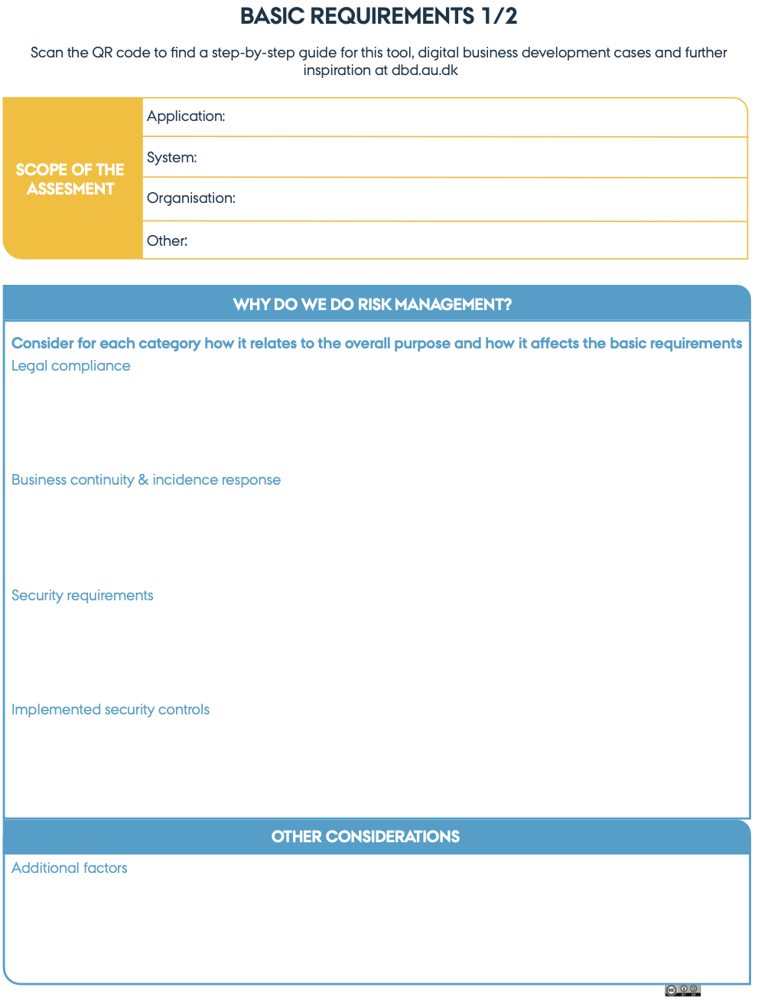 BASIC REQUIREMENTS 1/2
Scan the QR code to find a step-by-step guide for this tool, digital business development cases and further
inspiration at dbd.au.dk
SCOPE OF THE
ASSESMENT
Application:
System:
Organisation:
Other:
WHY DO WE DO RISK MANAGEMENT?
Consider for each category how it relates to the overall purpose and how it affects the basic requirements
Legal compliance
Business continuity & incidence response
Security requirements
Implemented security controls
OTHER CONSIDERATIONS
Additional factors